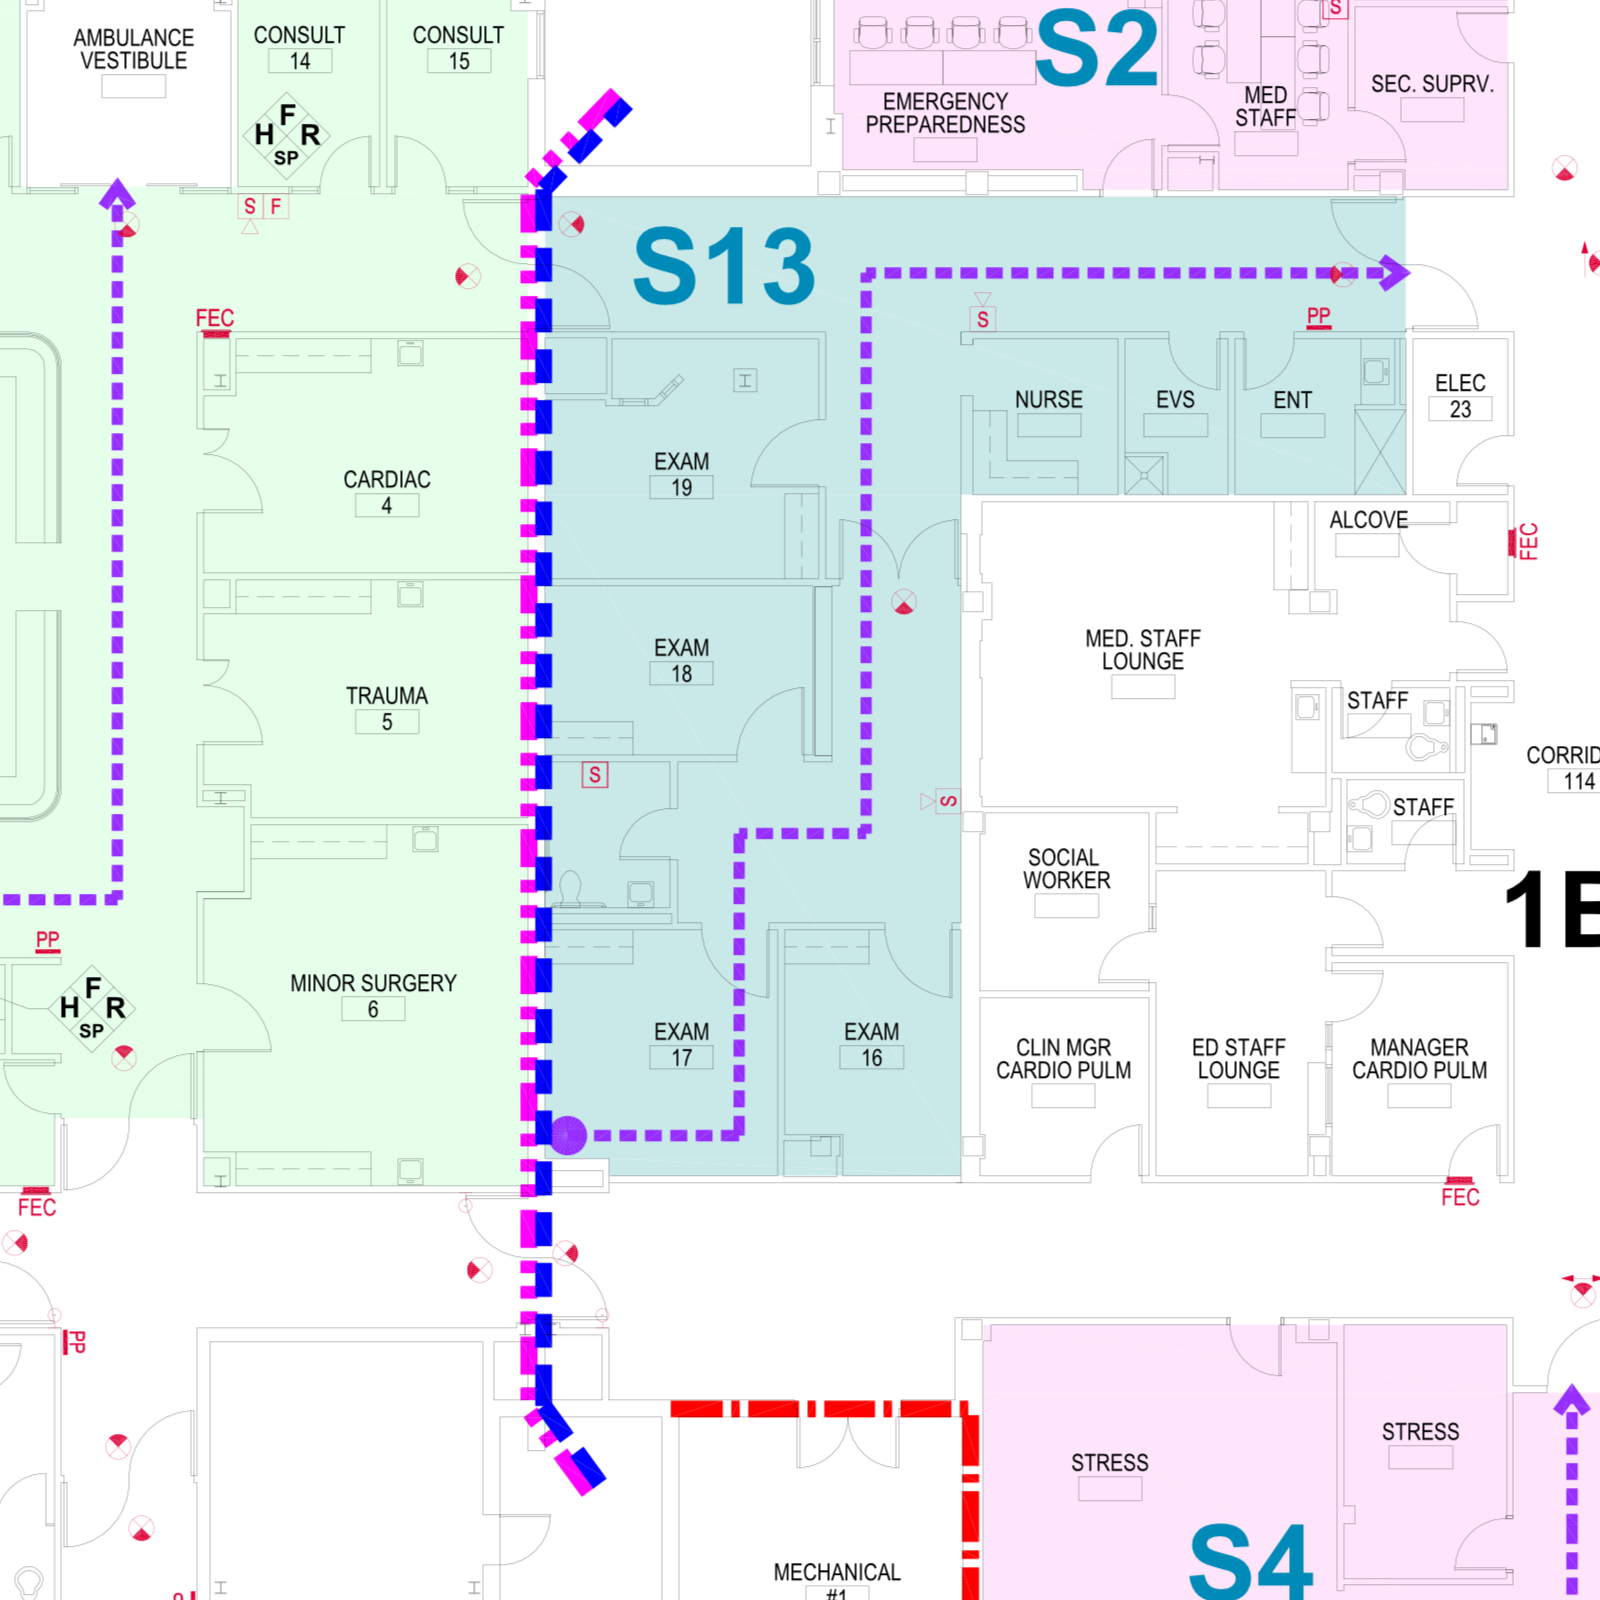 AMBULANCE
VESTIBULE
CONSULT
14
CONSULT
15
F
H R
SP
S F
S2
EMERGENCY
PREPAREDNESS
MED
STAFF
S
SEC. SUPRV.
S13
FEC
S
PP
NURSE
EVS
ENT
ELEC
23
CARDIAC
4
EXAM
19
ALCOVE
FEC
TRAUMA
5
EXAM
18
MED. STAFF
LOUNGE
STAFF
S
S
STAFF
CORRID
114
SOCIAL
WORKER
1E
PP
F
H R
SP
MINOR SURGERY
6
EXAM
17
EXAM
16
CLIN MGR
CARDIO PULM
ED STAFF
LOUNGE
MANAGER
CARDIO PULM
FEC
FEC
PP
STRESS
STRESS
S4
MECHANICAL
#1